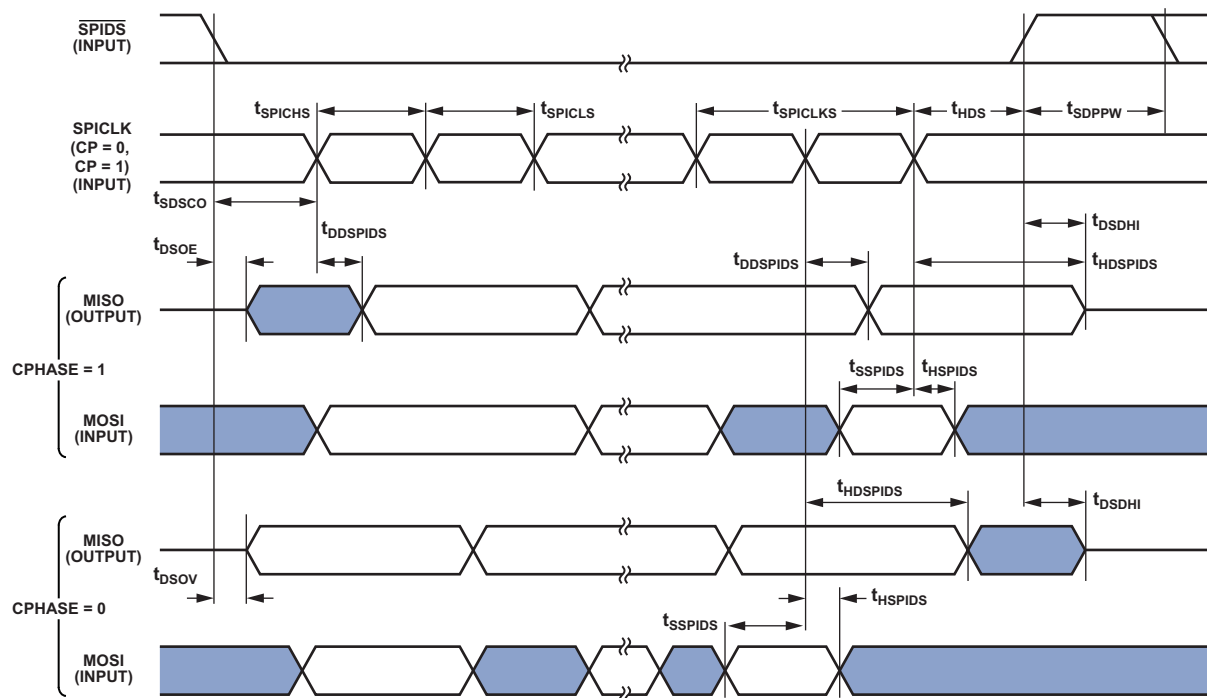 SPIDS
(INPUT)
tSPICHS
tSPICLS
tSPICLKS
tHDS
tSDPPW
SPICLK
(CP = 0,
CP = 1)
(INPUT)
tSDSCO
tDSOE
tDDSPIDS
tDDSPIDS
tDSDHI
tHDSPIDS
MISO
(OUTPUT)
CPHASE = 1
tSSPIDS
tHSPIDS
MOSI
(INPUT)
tHDSPIDS
tDSDHI
MISO
(OUTPUT)
tDSOV
CPHASE = 0
tSSPIDS
tHSPIDS
MOSI
(INPUT)